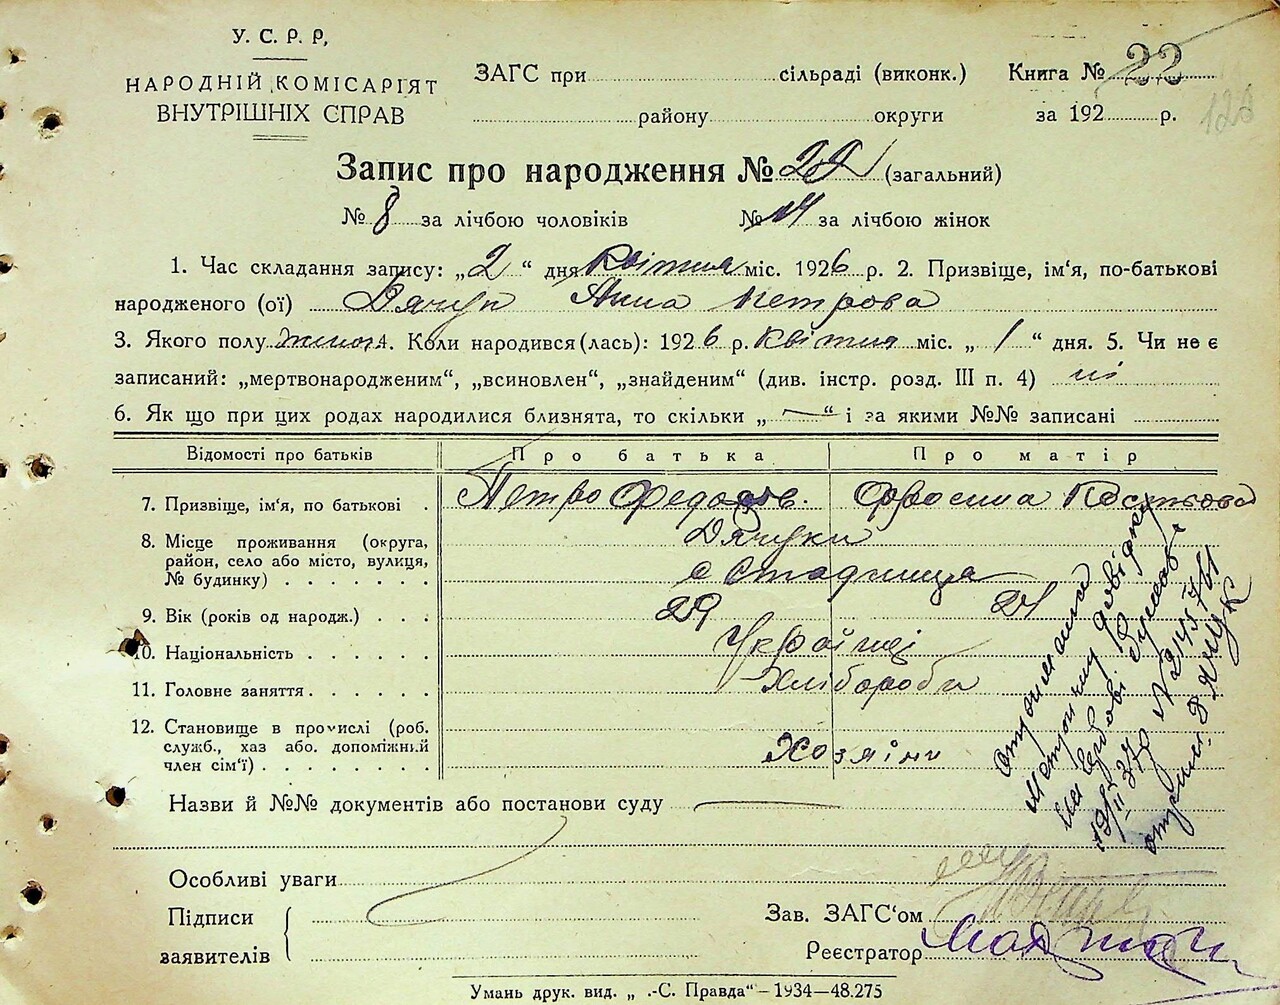 У. С. Р. Р,
НАРОДНІЙ КОМІСАРІЯТ
ВНУТРІШНІХ СПРАВ
ЗАГС при сільраді (виконк.) Книга № 22
району округи за 192 р.
Запис про народження № 22 (загальний)
№ 8 за лічбою чоловіків № 14 за лічбою жінок
1. Час складання запису: „2“ дня Квітня міс. 1926 р. 2. Призвіще, ім'я, по-батькові
народженого (ої) Дячук Анна Петрова
3. Якого полу жіноч. 4. Коли народився (лась): 1926 р. Квітня міс. „1“ дня. 5. Чи не є
записаний: „мертвонародженим“, „всиновлен“, „знайденим“ (див. інстр. розд. III п. 4) ні
6. Як що при цих родах народилися близнята, то скільки „—“ і за якими №№ записані
Відомості про батьків Про батька Про матір
7. Призвіще, ім'я, по батькові Петро Федосів. Офросина Костьова
Дячуки
8. Місце проживання (округа,
район, село або місто, вулиця,
№ будинку) с Стадниця
9. Вік (років од народж.) 29 24
10. Національність Українці
11. Головне заняття Хлібороби
12. Становище в промислі (роб.
служб., хаз або. допоміжний
член сім'ї) Хозяіни
Назви й №№ документів або постанови суду
Особливі уваги
Підписи
заявителів
Зав. ЗАГС‘ом
Реєстратор
Умань друк. вид. „ .-С. Правда“ – 1934—48.275